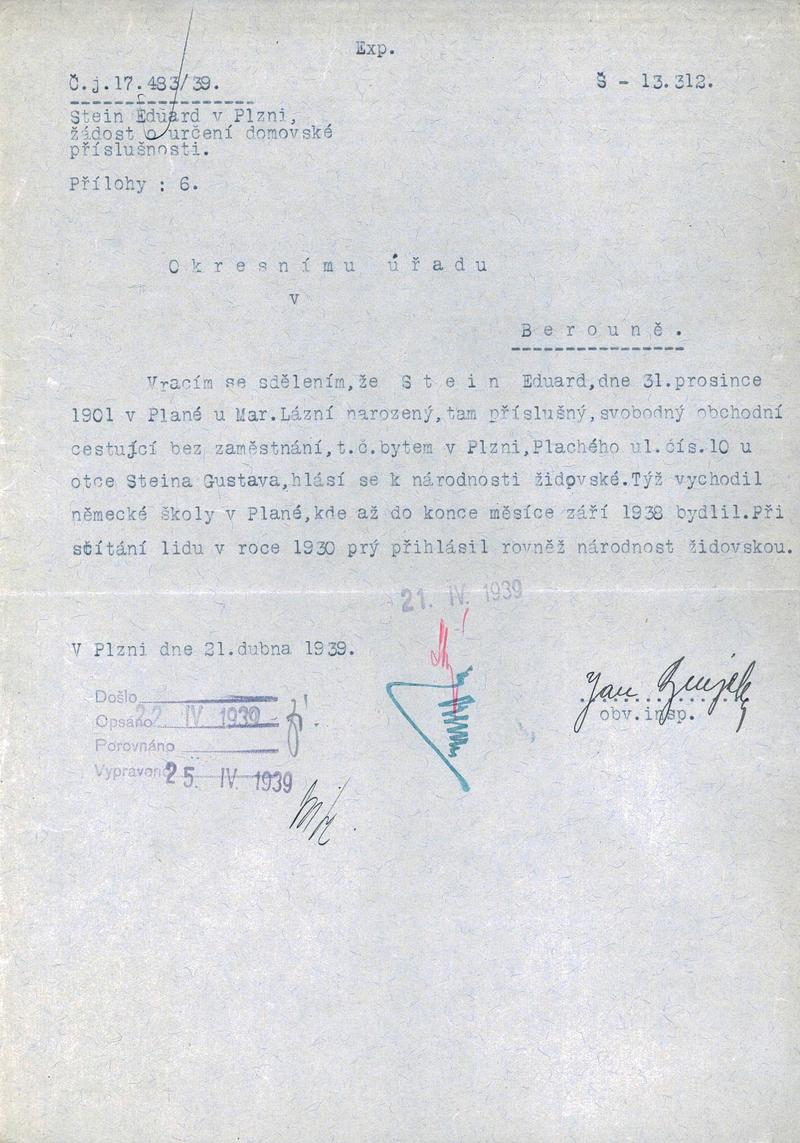 Exp.
Č.j.17.483/39.
Š - 13.312.
Stein Eduard v Plzni,
žádost o určení domovské
příslušnosti.
Přílohy : 6.
Okresnímu úřadu
v
Berouně.
Vracím se sdělením,že Stein Eduard,dne 31.prosince
1901 v Plané u Mar.Lázní narozený,tam příslušný,svobodný obchodní
cestující bez zaměstnání,t.č.bytem v Plzni,Plachého ul.čís.10 u
otce Steina Gustava,hlásí se k národnosti židovské.Týž vychodil
německé školy v Plané,kde až do konce měsíce září 1938 bydlil.Při
sčítání lidu v roce 1930 prý přihlásil rovněž národnost židovskou.
21. IV. 1939
V Plzni dne 21.dubna 1939.
Došlo
Opsáno 22. IV 1939
Porovnáno
Vypraveno 25. IV. 1939
Jan
obv.insp.